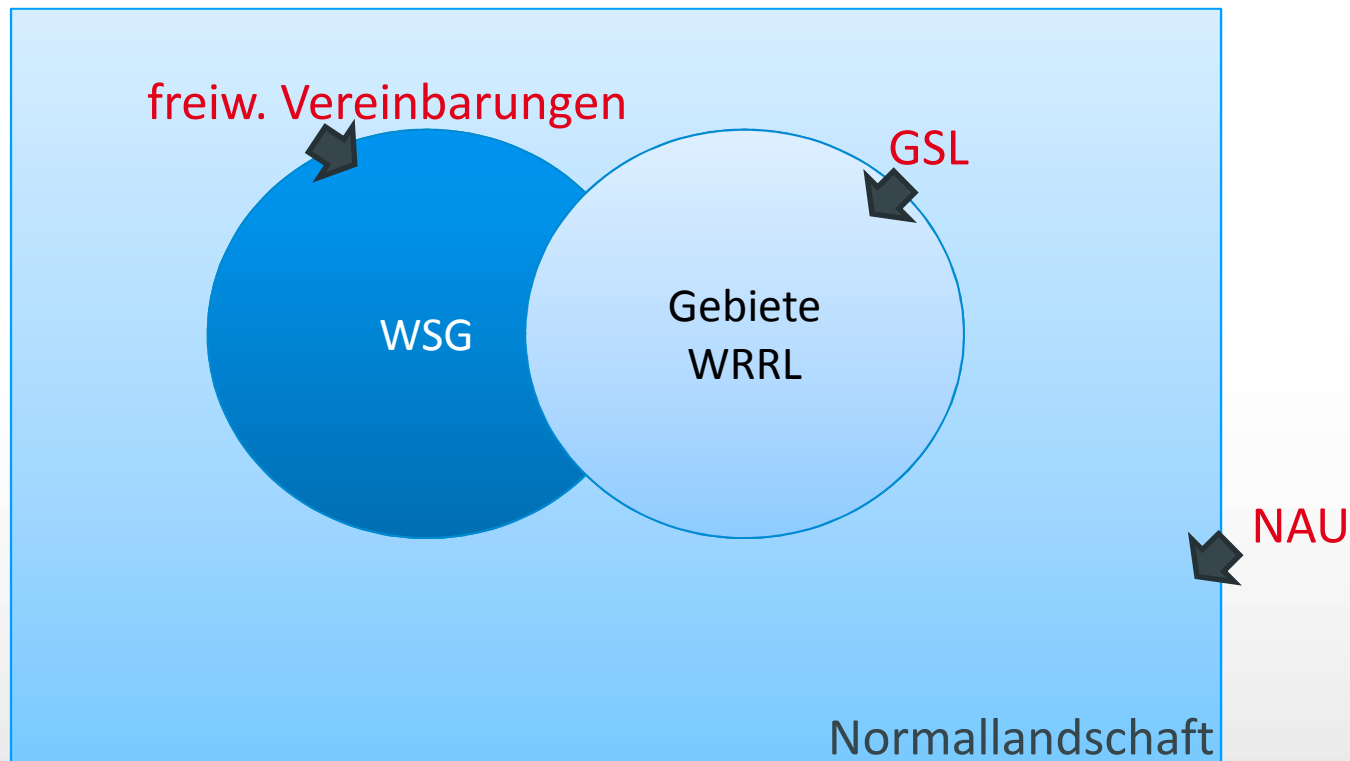 freiw. Vereinbarungen
GSL
WSG
Gebiete
WRRL
NAU
Normallandschaft